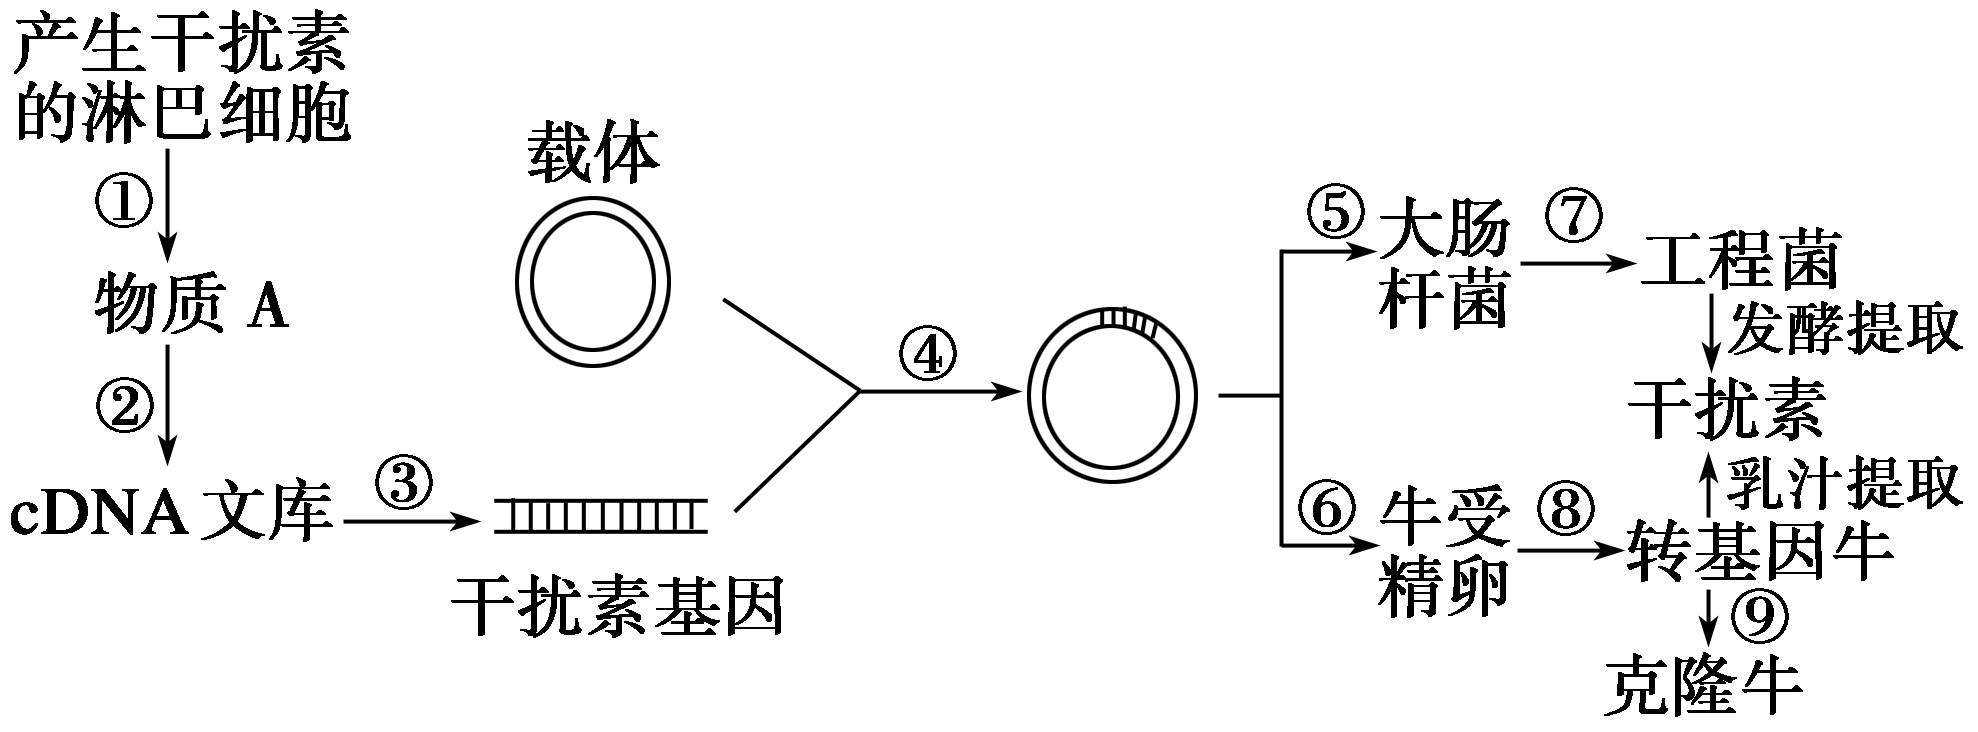 产生干扰素
的淋巴细胞
①
物质 A
②
cDNA 文库
③
干扰素基因
载体
④
⑤
大肠
杆菌
⑦
工程菌
发酵提取
干扰素
乳汁提取
⑥
牛受
精卵
⑧
转基因牛
⑨
克隆牛